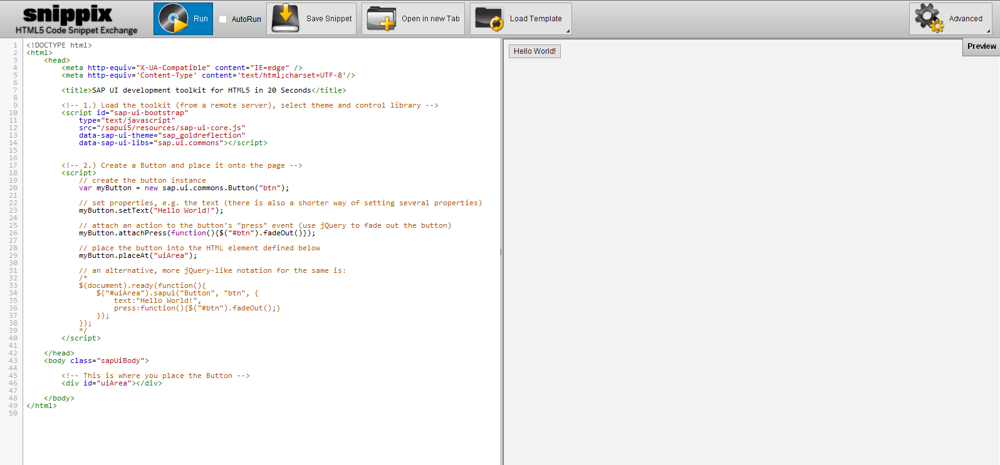 snippix
HTML5 Code Snippet Exchange
Run
AutoRun
Save Snippet
Open in new Tab
Load Template
Advanced
1 <!DOCTYPE html>
2 <html>
3 <head>
4 <meta http-equiv="X-UA-Compatible" content="IE=edge" />
5 <meta http-equiv='Content-Type' content='text/html;charset=UTF-8'/>
6
7 <title>SAP UI development toolkit for HTML5 in 20 Seconds</title>
8
9 <!-- 1.) Load the toolkit (from a remote server), select theme and control library -->
10 <script id="sap-ui-bootstrap"
11 type="text/javascript"
12 src="/sapui5/resources/sap-ui-core.js"
13 data-sap-ui-theme="sap_goldreflection"
14 data-sap-ui-libs="sap.ui.commons"></script>
15
16
17 <!-- 2.) Create a Button and place it onto the page -->
18 <script>
19 // create the button instance
20 var myButton = new sap.ui.commons.Button("btn");
21
22 // set properties, e.g. the text (there is also a shorter way of setting several properties)
23 myButton.setText("Hello World!");
24
25 // attach an action to the button's "press" event (use jQuery to fade out the button)
26 myButton.attachPress(function(){$("#btn").fadeOut()});
27
28 // place the button into the HTML element defined below
29 myButton.placeAt("uiArea");
30
31 // an alternative, more jQuery-like notation for the same is:
32 /*
33 $(document).ready(function(){
34 $("#uiArea").sapui("Button", "btn", {
35 text:"Hello World!",
36 press:function(){$("#btn").fadeOut();}
37 });
38 });
39 */
40 </script>
41
42 </head>
43 <body class="sapUiBody">
44
45 <!-- This is where you place the Button -->
46 <div id="uiArea"></div>
47
48 </body>
49 </html>
50
Hello World!
Preview